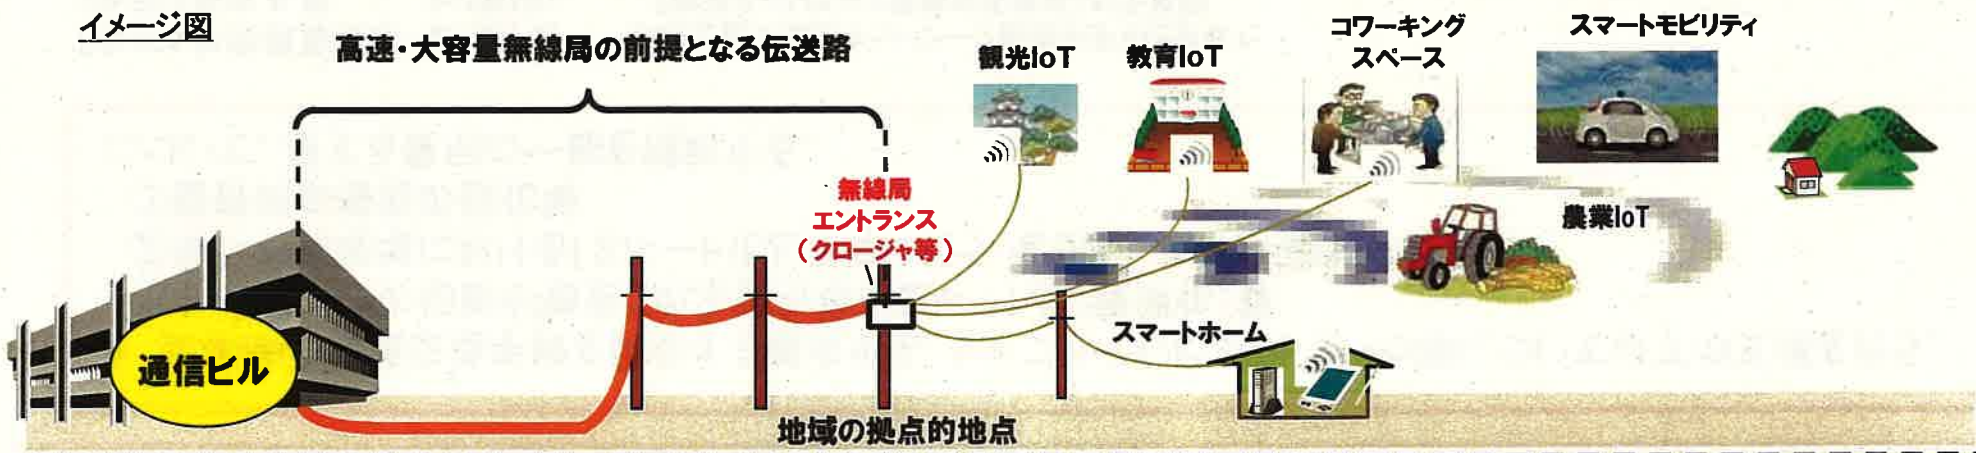 イメージ図
高速・大容量無線局の前提となる伝送路
観光IoT
教育IoT
コワーキング
スペース
スマートモビリティ
無線局
エントランス
(クロージャ等)
農業IoT
スマートホーム
通信ビル
地域の拠点的地点